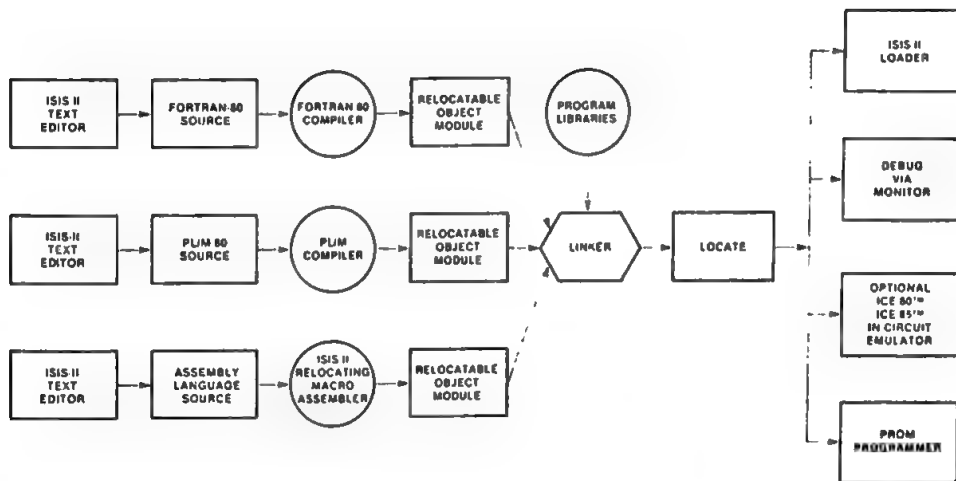 ISIS II
TEXT
EDITOR
FORTRAN-80
SOURCE
FORTRAN 80
COMPILER
RELOCATABLE
OBJECT
MODULE
PROGRAM
LIBRARIES
ISIS-II
TEXT
EDITOR
PL/M 80
SOURCE
PL/M
COMPILER
RELOCATABLE
OBJECT
MODULE
LINKER
LOCATE
ISIS II
TEXT
EDITOR
ASSEMBLY
LANGUAGE
SOURCE
ISIS II
RELOCATING
MACRO
ASSEMBLER
RELOCATABLE
OBJECT
MODULE
ISIS II
LOADER
DEBUG
VIA
MONITOR
OPTIONAL
ICE 80™
ICE 85™
IN CIRCUIT
EMULATOR
PROM
PROGRAMMER